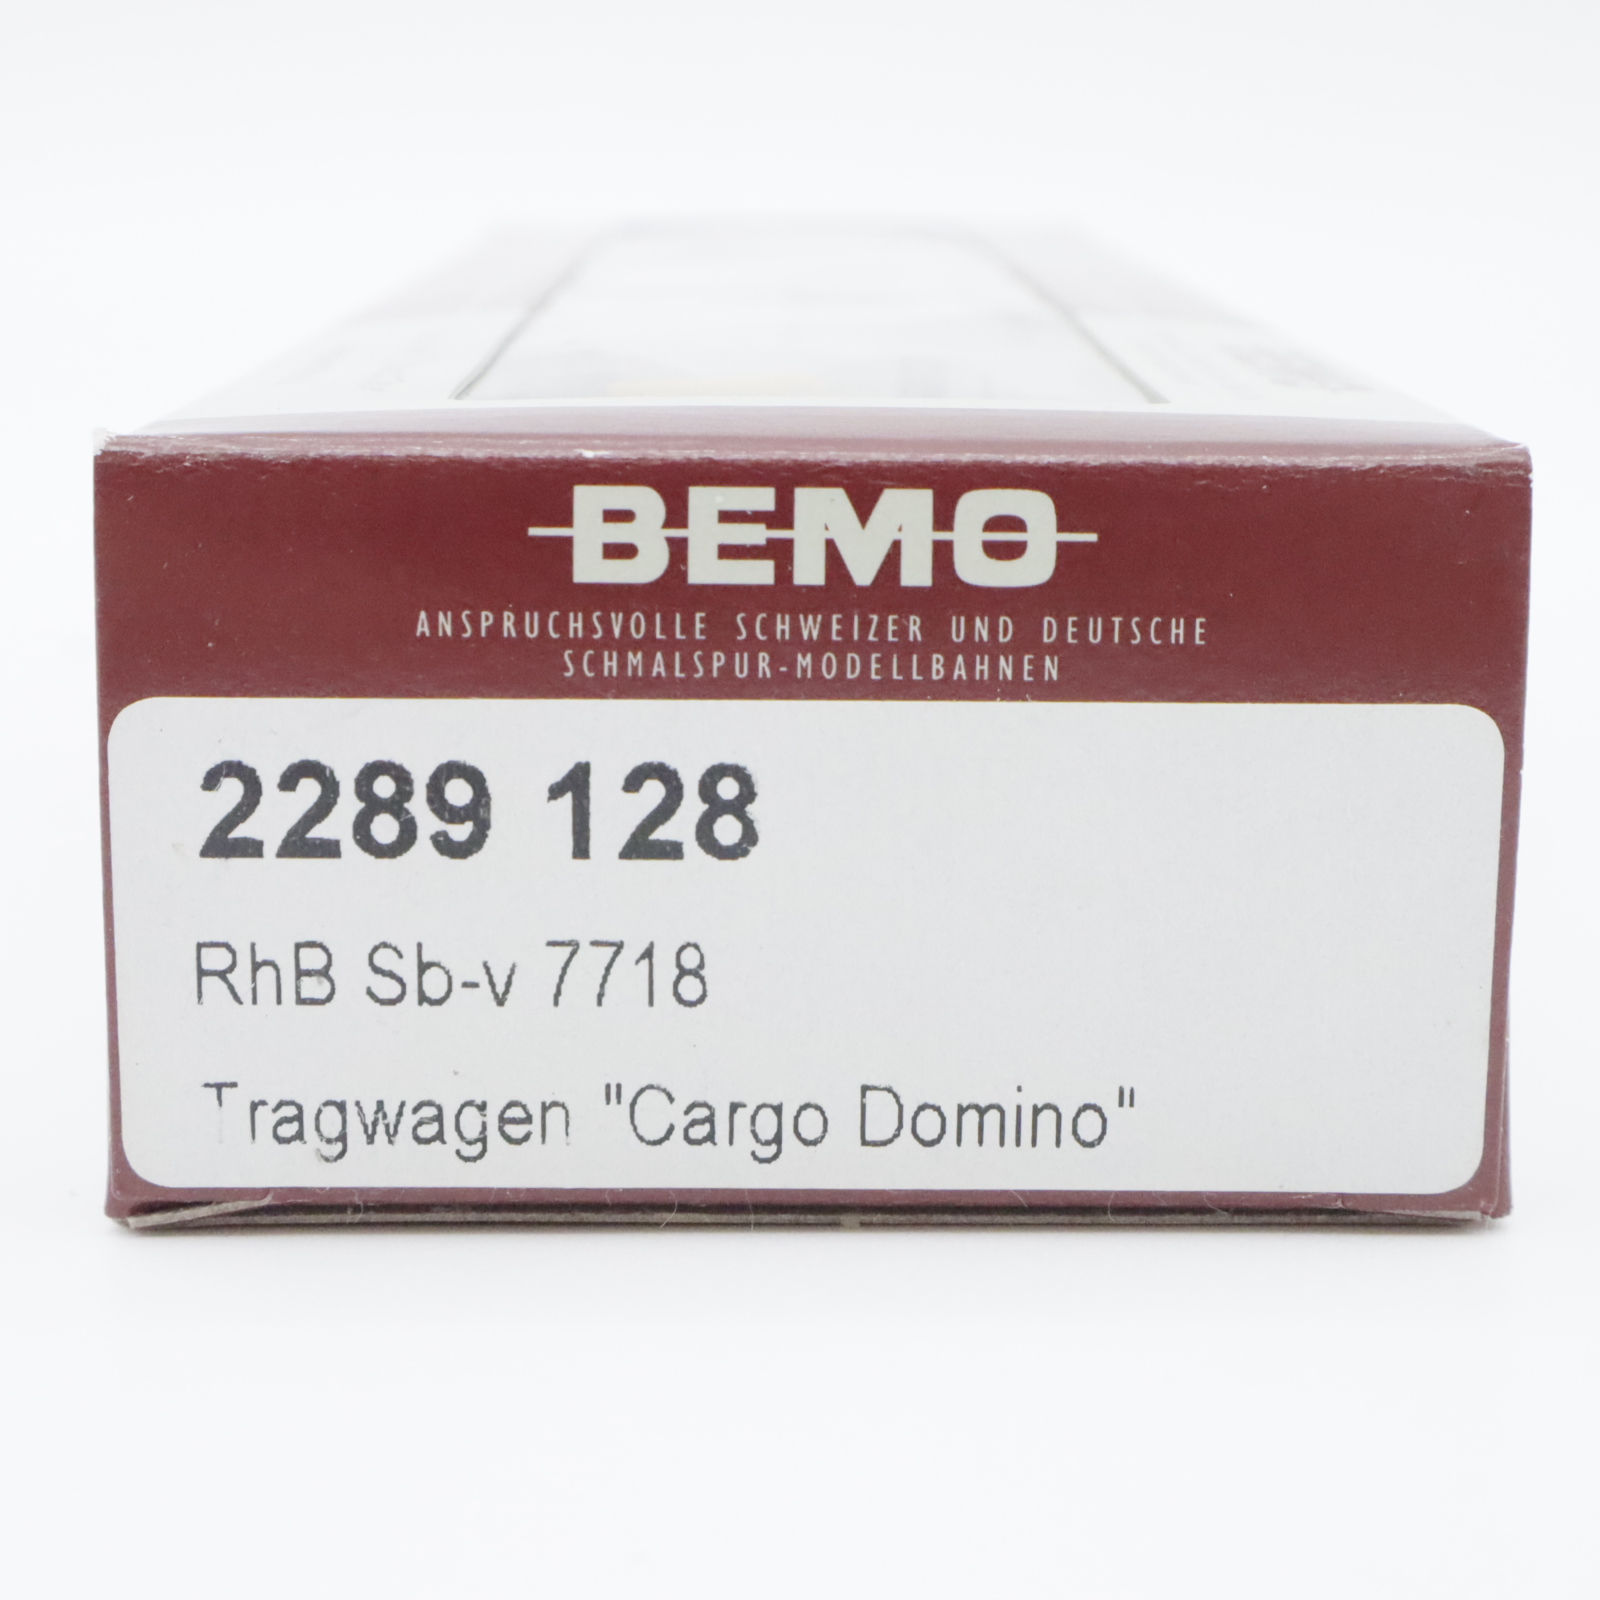 BEMO
ANSPRUCHSVOLLE SCHWEIZER UND DEUTSCHE
SCHMALSPUR-MODELLBAHNEN
2289 128
RhB Sb-v 7718
Tragwagen "Cargo Domino"